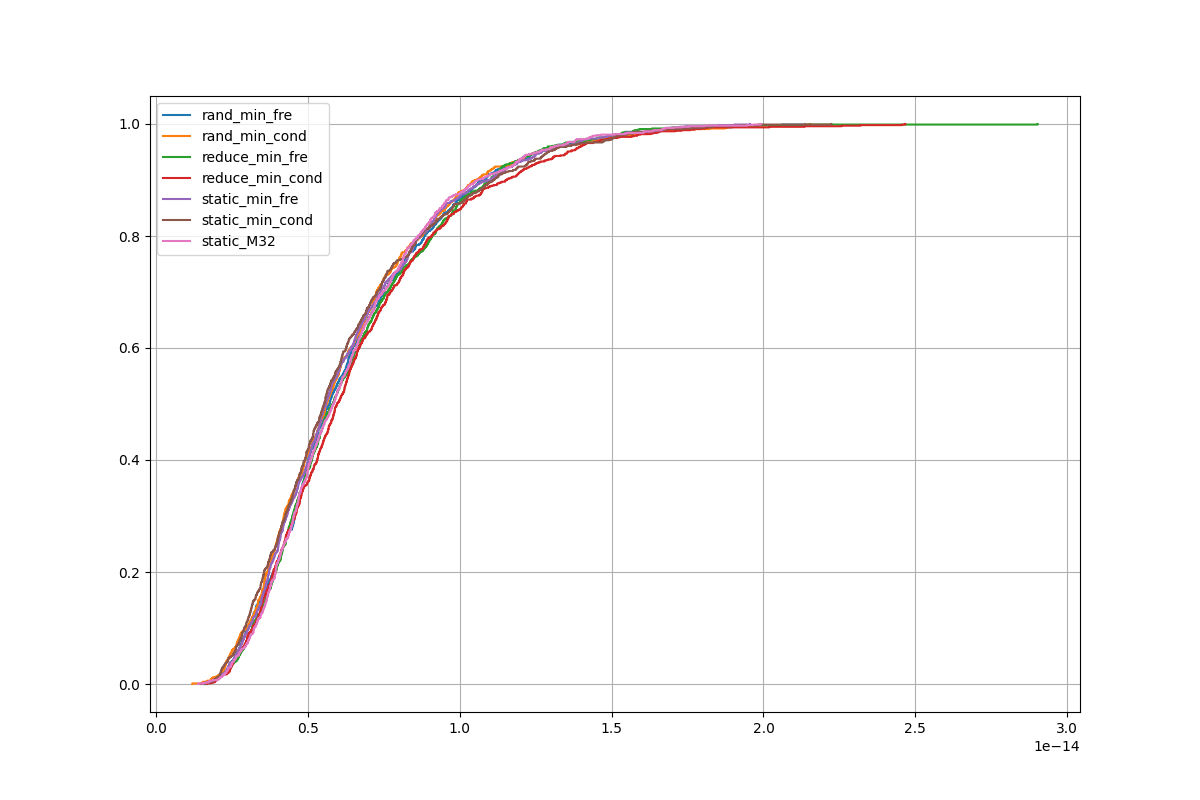 rand_min_fre
rand_min_cond
reduce_min_fre
reduce_min_cond
static_min_fre
static_min_cond
static_M32
1.0
0.8
0.6
0.4
0.2
0.0
0.0 0.5 1.0 1.5 2.0 2.5 3.0
1e−14